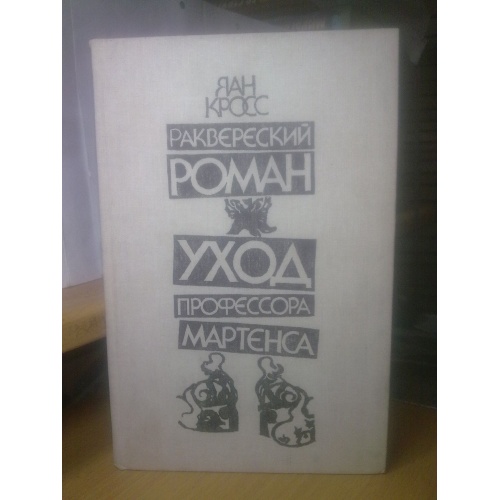 ЯАН
КРОСС
РАКВЕРЕСКИЙ
РОМАН
УХОД
ПРОФЕССОРА
МАРТЕНСА